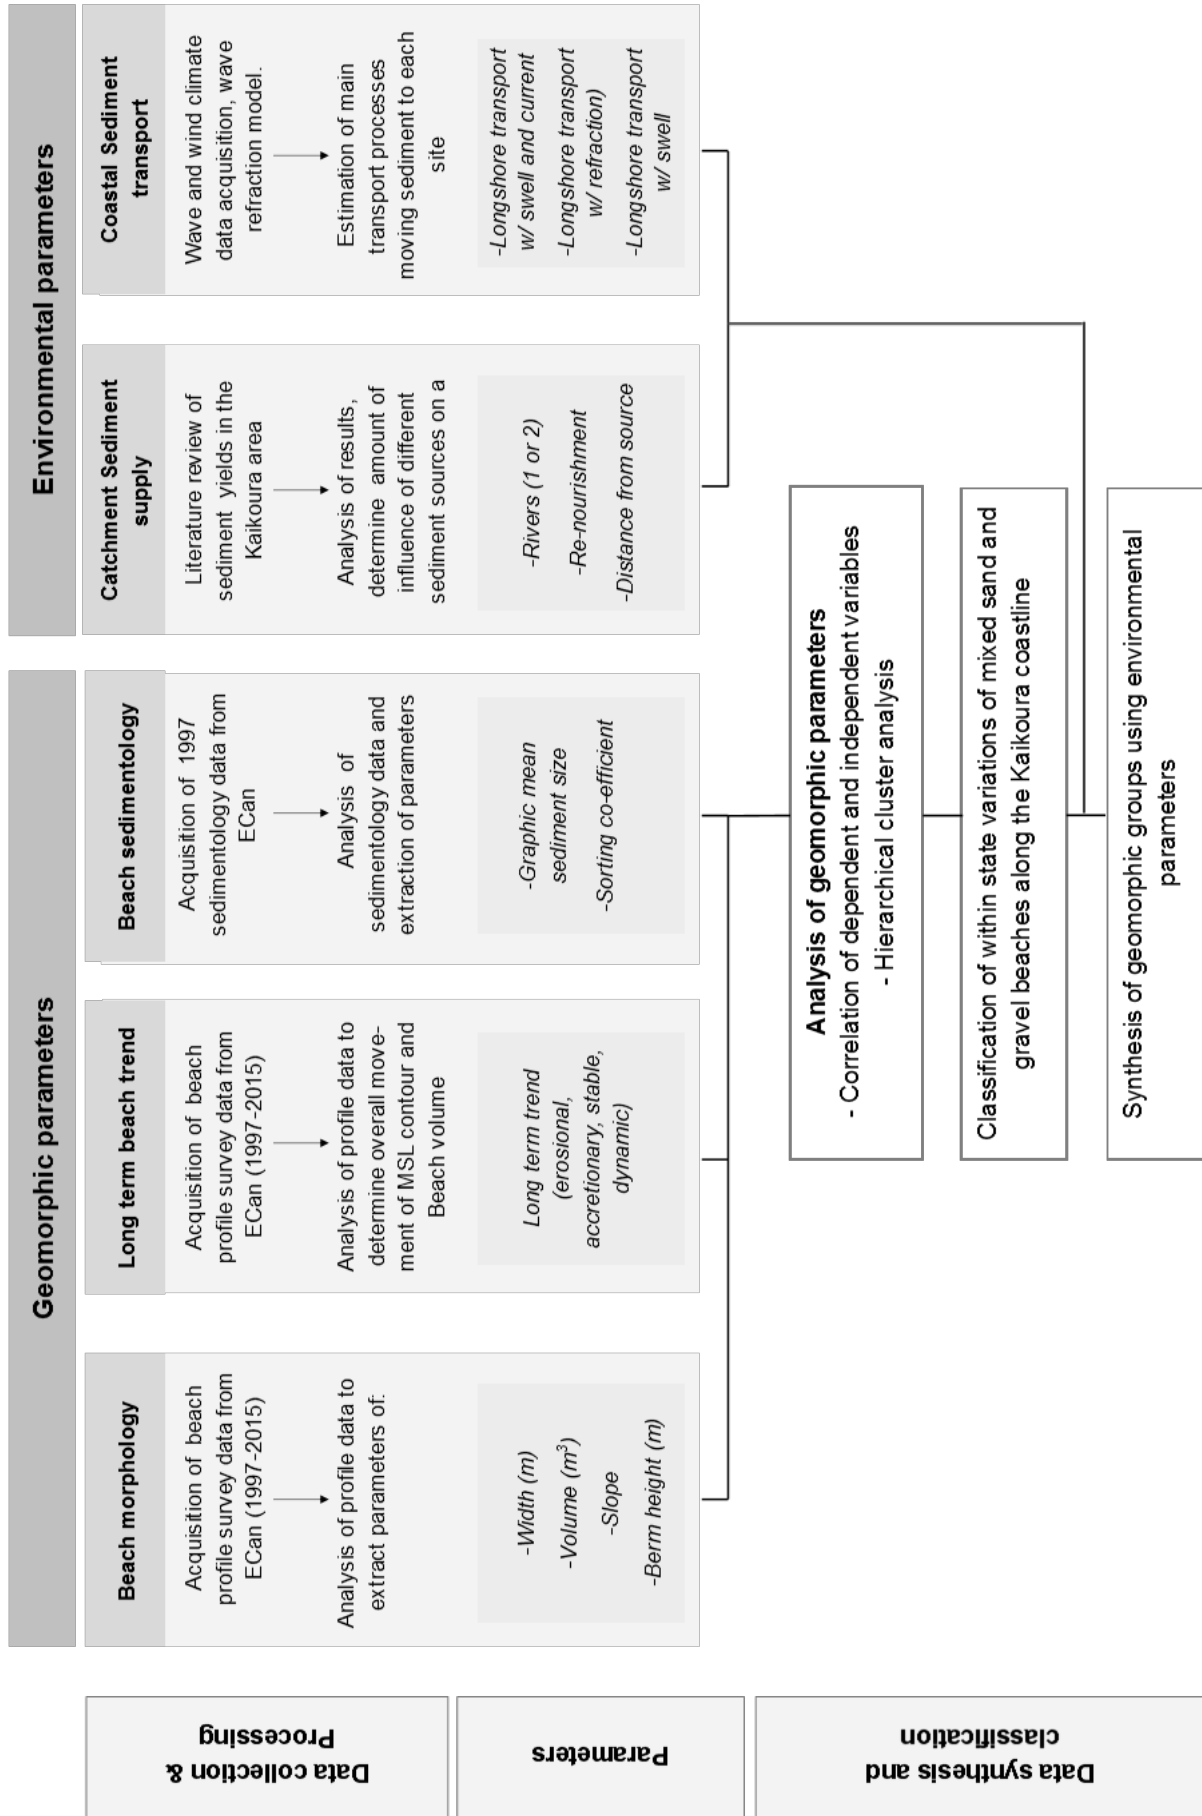 Geomorphic parameters
Environmental parameters
Data collection &
Processing
Parameters
Data synthesis and
classification
Beach morphology
Acquisition of beach
profile survey data from
ECan (1997-2015)
Analysis of profile data to
extract parameters of:
-Width (m)
-Volume (m³)
-Slope
-Berm height (m)
Long term beach trend
Acquisition of beach
profile survey data from
ECan (1997-2015)
Analysis of profile data to
determine overall move-
ment of MSL contour and
Beach volume
Long term trend
(erosional,
accretionary, stable,
dynamic)
Beach sedimentology
Acquisition of 1997
sedimentology data from
ECan
Analysis of
sedimentology data and
extraction of parameters
-Graphic mean
sediment size
-Sorting co-efficient
Catchment Sediment
supply
Literature review of
sediment yields in the
Kaikoura area
Analysis of results,
determine amount of
influence of different
sediment sources on a
-Rivers (1 or 2)
-Re-nourishment
-Distance from source
Coastal Sediment
transport
Wave and wind climate
data acquisition, wave
refraction model.
Estimation of main
transport processes
moving sediment to each
site
-Longshore transport
w/ swell and current
-Longshore transport
w/ refraction)
-Longshore transport
w/ swell
Analysis of geomorphic parameters
- Correlation of dependent and independent variables
- Hierarchical cluster analysis
Classification of within state variations of mixed sand and
gravel beaches along the Kaikoura coastline
Synthesis of geomorphic groups using environmental
parameters